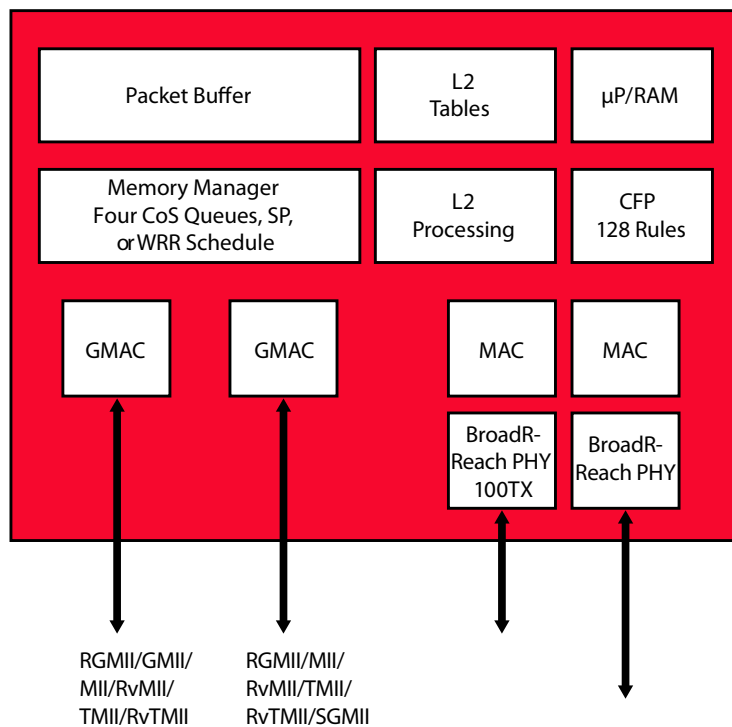 Packet Buffer
L2
Tables
µP/RAM
Memory Manager
Four CoS Queues, SP,
or WRR Schedule
L2
Processing
CFP
128 Rules
GMAC
GMAC
MAC
MAC
BroadR-
Reach PHY
100TX
BroadR-
Reach PHY
RGMII/GMII/
MII/RvMII/
TMII/RvTMII
RGMII/MII/
RvMII/TMII/
RvTMII/SGMII